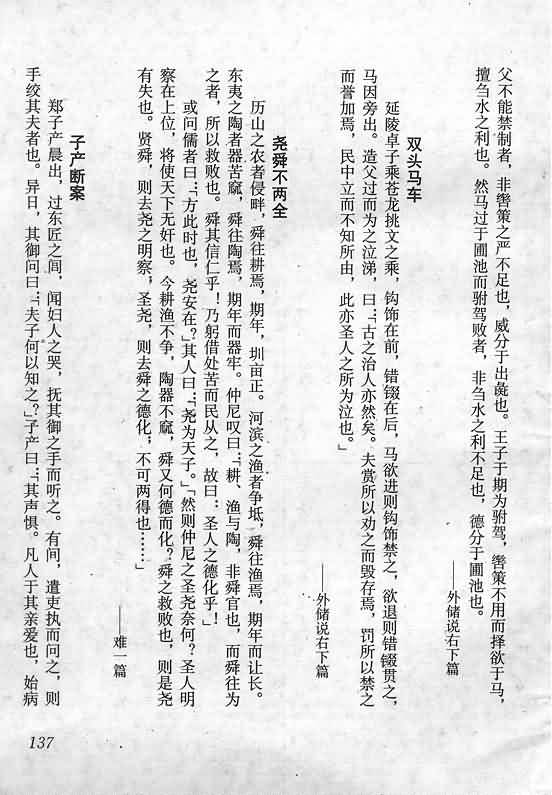 父不能禁制者，非辔策之严不足也，威分于出彘也。王子于期为驸驾，辔策不用而择欲于马，
擅刍水之利也。然马过于圃池而驸驾败者，非刍水之利不足也，德分于圃池也。
——外储说右下篇
双头马车
延陵卓子乘苍龙挑文之乘，钩饰在前，错锱在后，马欲进则钩饰禁之，欲退则错錣贯之，
马因旁出。造父过而为之泣涕，曰：“古之治人亦然矣。夫赏所以劝之而毁存焉，罚所以禁之
而誉加焉，民中立而不知所由，此亦圣人之所为泣也。”
——外储说右下篇
尧舜不两全
历山之农者侵畔，舜往耕焉，期年，圳亩正。河滨之渔者争坻，舜往渔焉，期年而让长。
东夷之陶者器苦窳，舜往陶焉，期年而器牢。仲尼叹曰：“耕、渔与陶，非舜官也，而舜往为
之者，所以救败也。舜其信仁乎！乃躬借处苦而民从之，故曰：圣人之德化乎！”
或问儒者曰：“方此时也，尧安在？”其人曰：“尧为天子。”“然则仲尼之圣尧奈何？圣人明
察在上位，将使天下无奸也。今耕渔不争，陶器不窳，舜又何德而化？舜之救败也，则是尧
有失也。贤舜，则去尧之明察，圣尧，则去舜之德化；不可两得也……”
——难一篇
子产断案
郑子产晨出，过东匠之闾，闻妇人之哭，抚其御之手而听之。有间，遣吏执而问之，则
手绞其夫者也。异日，其御问曰：“夫子何以知之？”子产曰：“其声惧。凡人于其亲爱也，始病
137